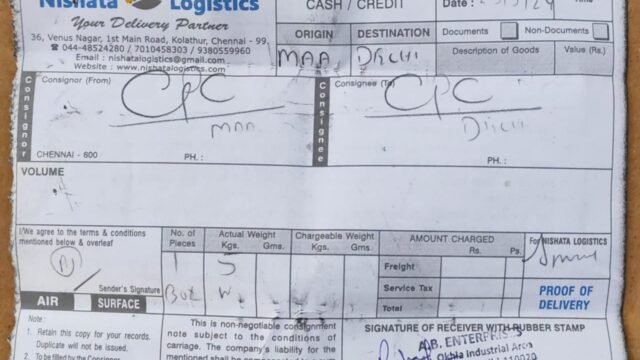 Nishata Logistics
Your Delivery Partner
36, Venus Nagar, 1st Main Road, Kolathur, Chennai - 99,
☎ 044-48524280 / 7010458303 / 9380559960
Email : nishatalogistics@gmail.com
Website : www.nishatalogistics.com
CASH / CREDIT
Date :
Time
ORIGIN DESTINATION
MAA DELHI
Documents Non-Documents
Description of Goods Value (Rs.)
Consignor
Consignor (From)
CPC
MAA
CHENNAI - 600 PH. :
Consignee
Consignee (To)
CPC
DELHI
PH. :
VOLUME
I/We agree to the terms & conditions
mentioned below & overleaf
Sender's Signature
AIR SURFACE
No. of Pieces
1
Box
Actual Weight
Kgs. Gms.
5
W
Chargeable Weight
Kgs. Gms.
AMOUNT CHARGED
Rs. Ps.
Freight
Service Tax
Total
For NISHATA LOGISTICS
PROOF OF
DELIVERY
Note:
1. Retain this copy for your records.
Duplicate will not be issued.
2. To be filled by the Consignor
This is non-negotiable consignment
note subject to the conditions of
carriage. The company's liability for
the mentioned shall be
SIGNATURE OF RECEIVER WITH RUBBER STAMP
A.B. ENTERPRISES
Okhla Industrial Area